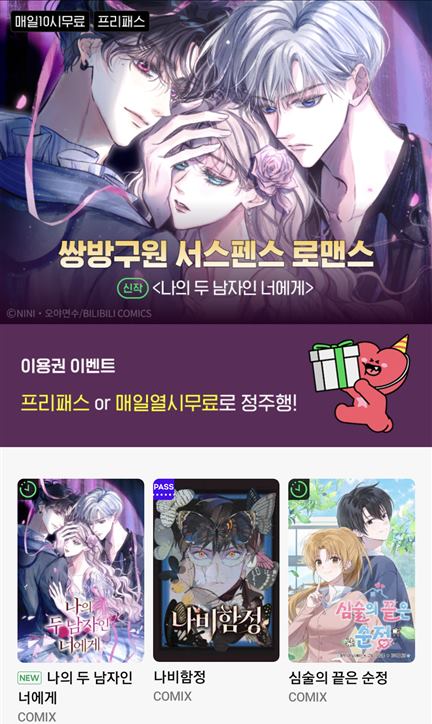 매일10시무료 프리패스
쌍방구원 서스펜스 로맨스
신작 <나의 두 남자인 너에게>
©NINI • 오야연수/BILIBILI COMICS
이용권 이벤트
프리패스 or 매일열시무료로 정주행!
PASS
나의
두 남자인
너에게
나비함정
심술의 끝은
순정
NEW 나의 두 남자인
너에게
COMIX
나비함정
COMIX
심술의 끝은 순정
COMIX